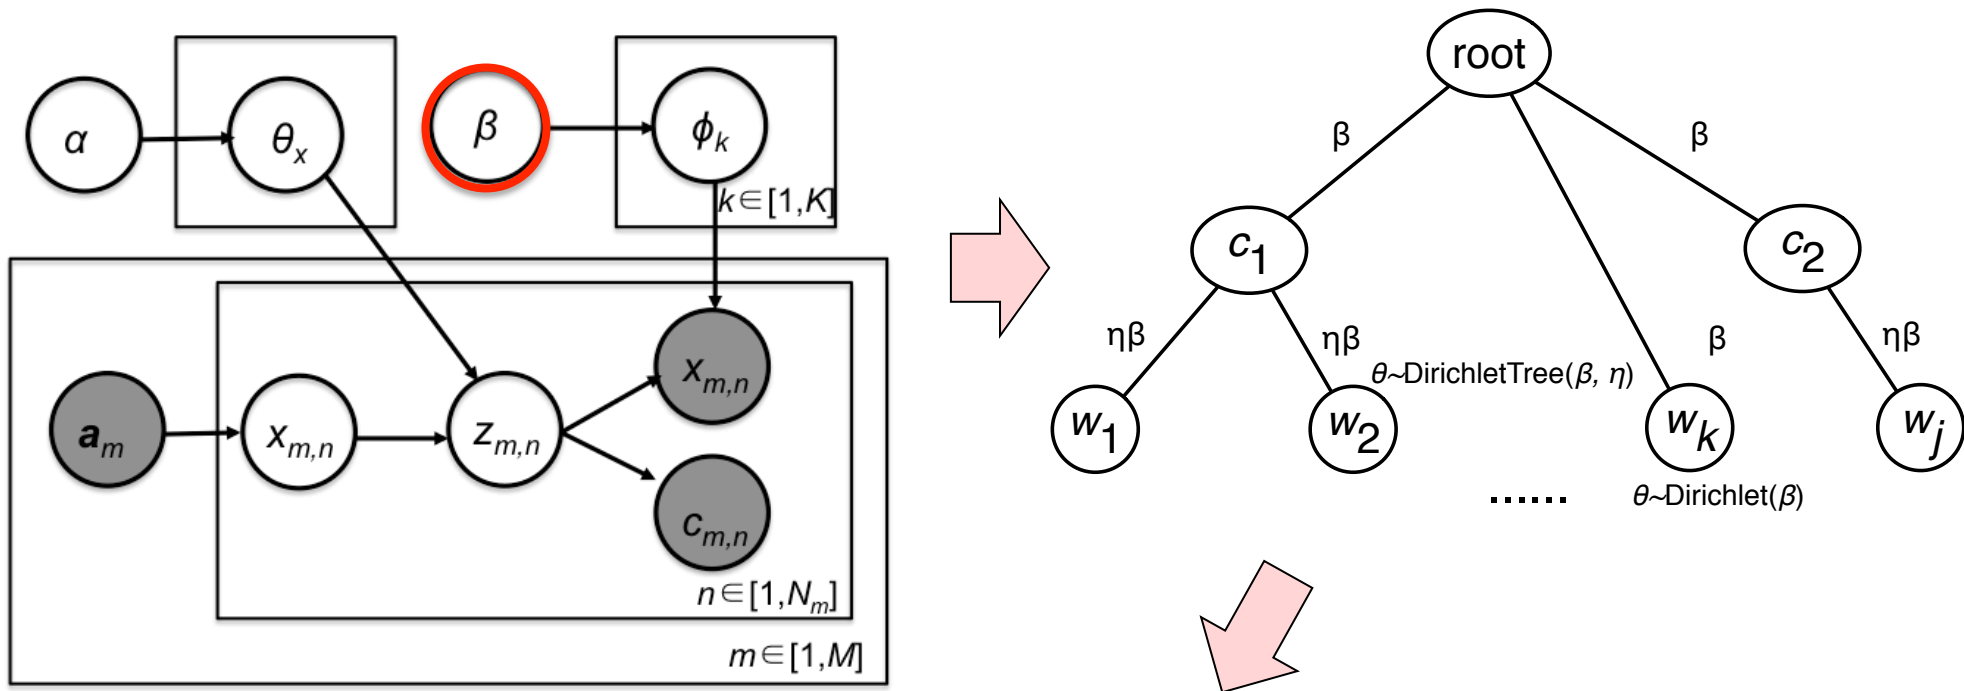 α
θx
β
ϕk
k∈[1,K]
am
xm,n
zm,n
xm,n
cm,n
n∈[1,Nm]
m∈[1,M]
root
β
β
c1
c2
ηβ
ηβ
β
ηβ
θ~DirichletTree(β, η)
w1
w2
wk
wj
......
θ~Dirichlet(β)